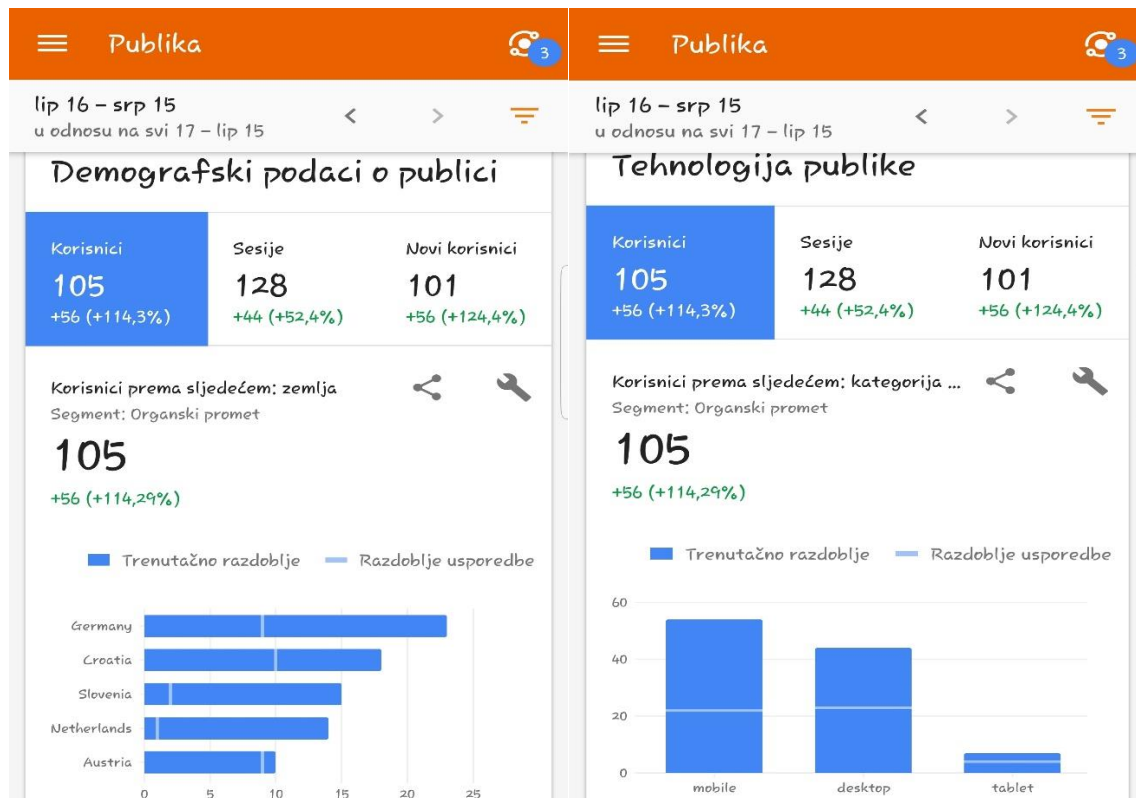 Publika
3
lip 16 – srp 15
u odnosu na svi 17 – lip 15
Demografski podaci o publici
Korisnici
105
+56 (+114,3%)
Sesije
128
+44 (+52,4%)
Novi korisnici
101
+56 (+124,4%)
Korisnici prema sljedećem: zemlja
Segment: Organski promet
105
+56 (+114,29%)
Trenutačno razdoblje
Razdoblje usporedbe
Germany
Croatia
Slovenia
Netherlands
Austria
0 5 10 15 20 25
Publika
3
lip 16 – srp 15
u odnosu na svi 17 – lip 15
Tehnologija publike
Korisnici
105
+56 (+114,3%)
Sesije
128
+44 (+52,4%)
Novi korisnici
101
+56 (+124,4%)
Korisnici prema sljedećem: kategorija ...
Segment: Organski promet
105
+56 (+114,29%)
Trenutačno razdoblje
Razdoblje usporedbe
60
40
20
0
mobile desktop tablet